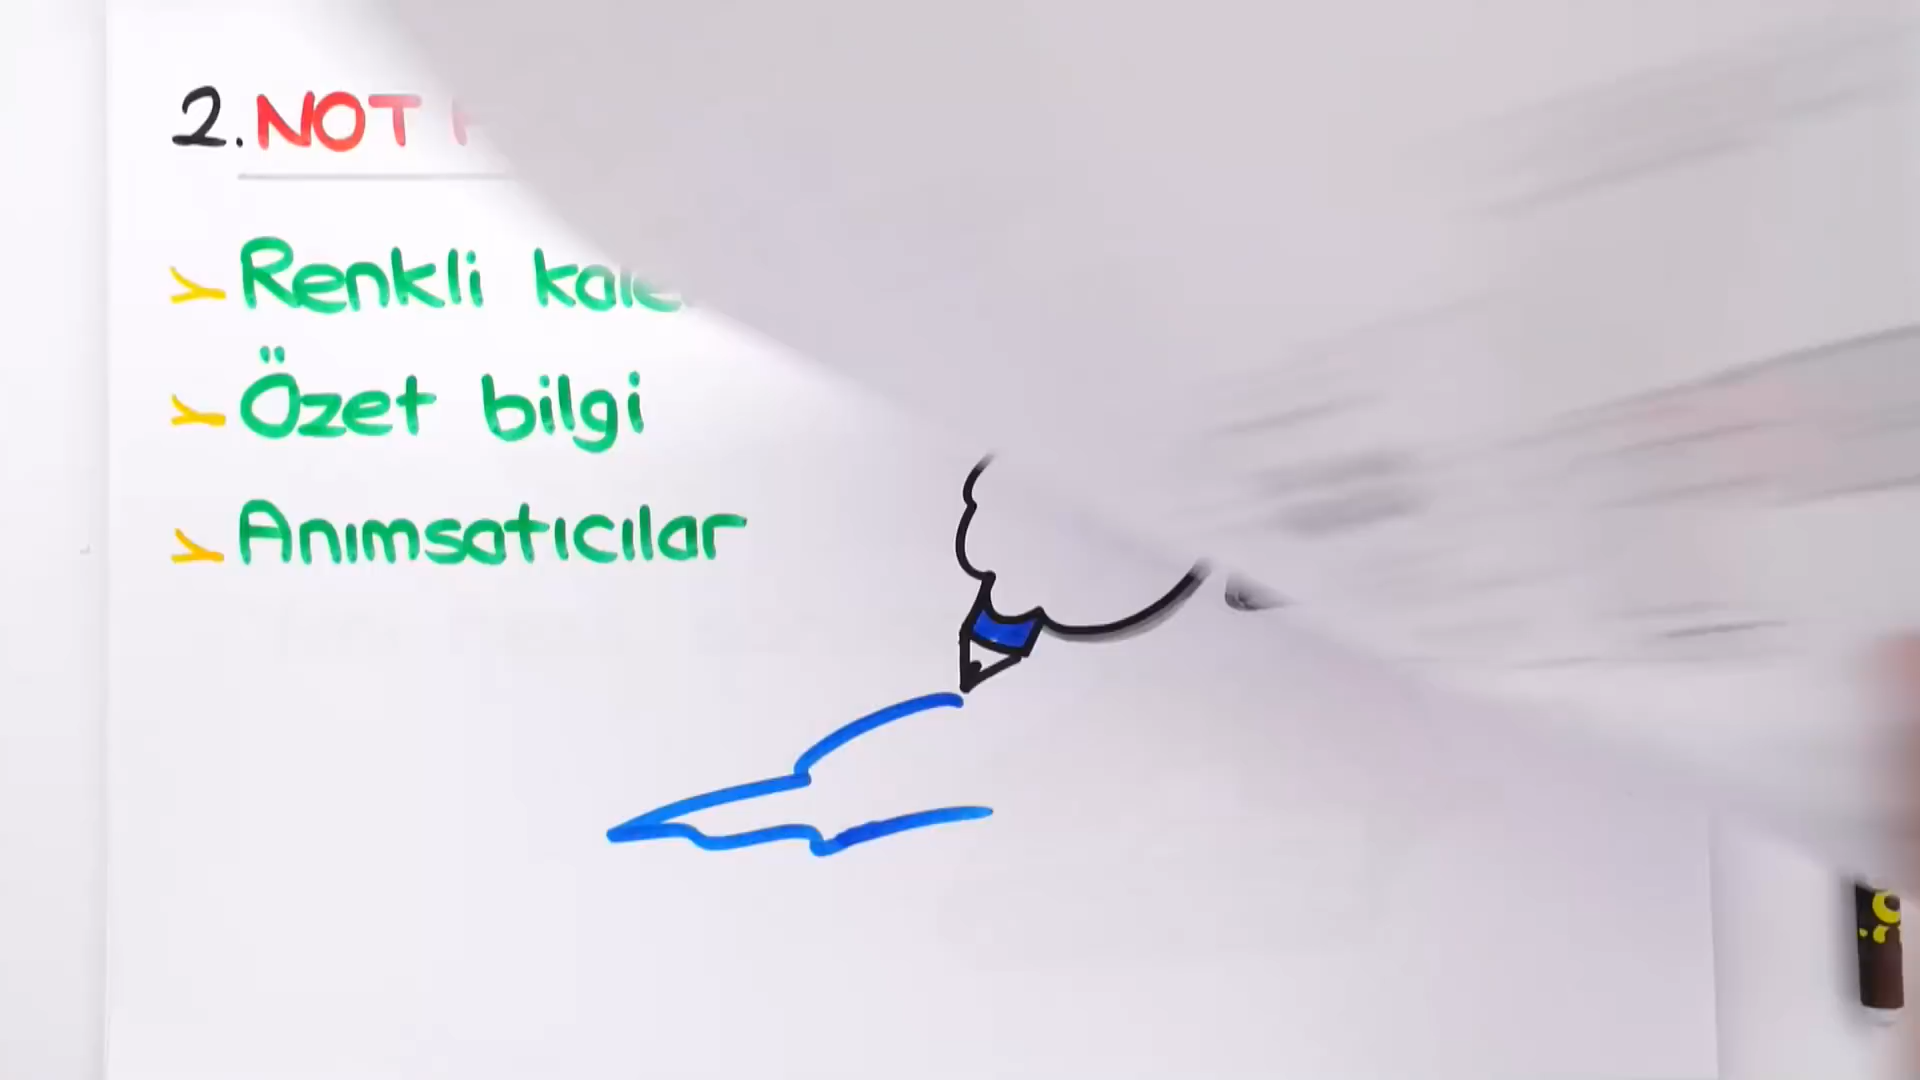 2. NOT
Renkli
Özet bilgi
Anımsatıcılar